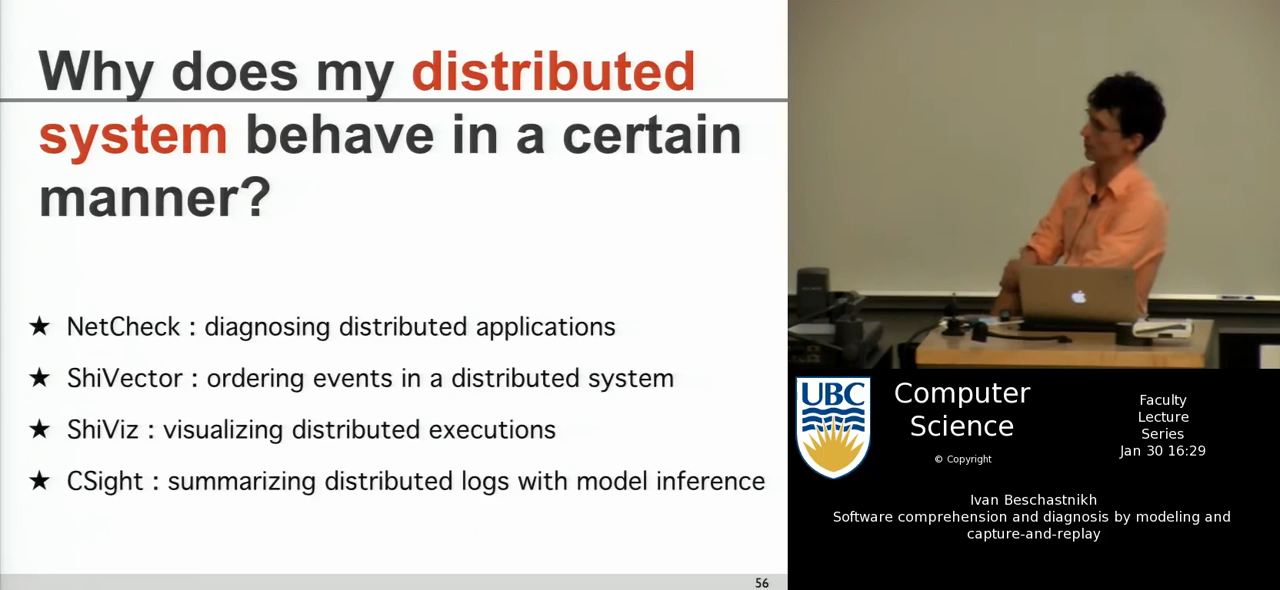 Why does my distributed
system behave in a certain
manner?
★ NetCheck : diagnosing distributed applications
★ ShiVector : ordering events in a distributed system
★ ShiViz : visualizing distributed executions
★ CSight : summarizing distributed logs with model inference
56
UBC
Computer
Science
© Copyright
Faculty
Lecture
Series
Jan 30 16:29
Ivan Beschastnikh
Software comprehension and diagnosis by modeling and
capture-and-replay